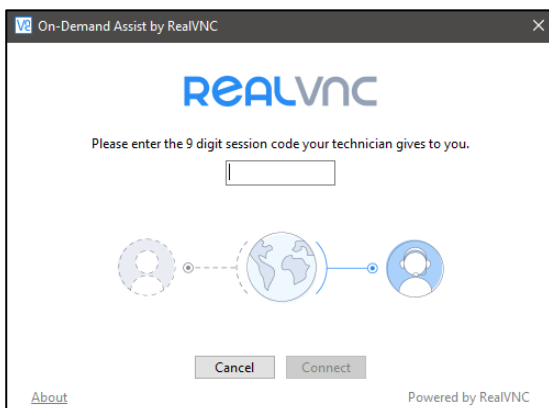 On-Demand Assist by RealVNC
REALVNC
Please enter the 9 digit session code your technician gives to you.
Cancel
Connect
About
Powered by RealVNC